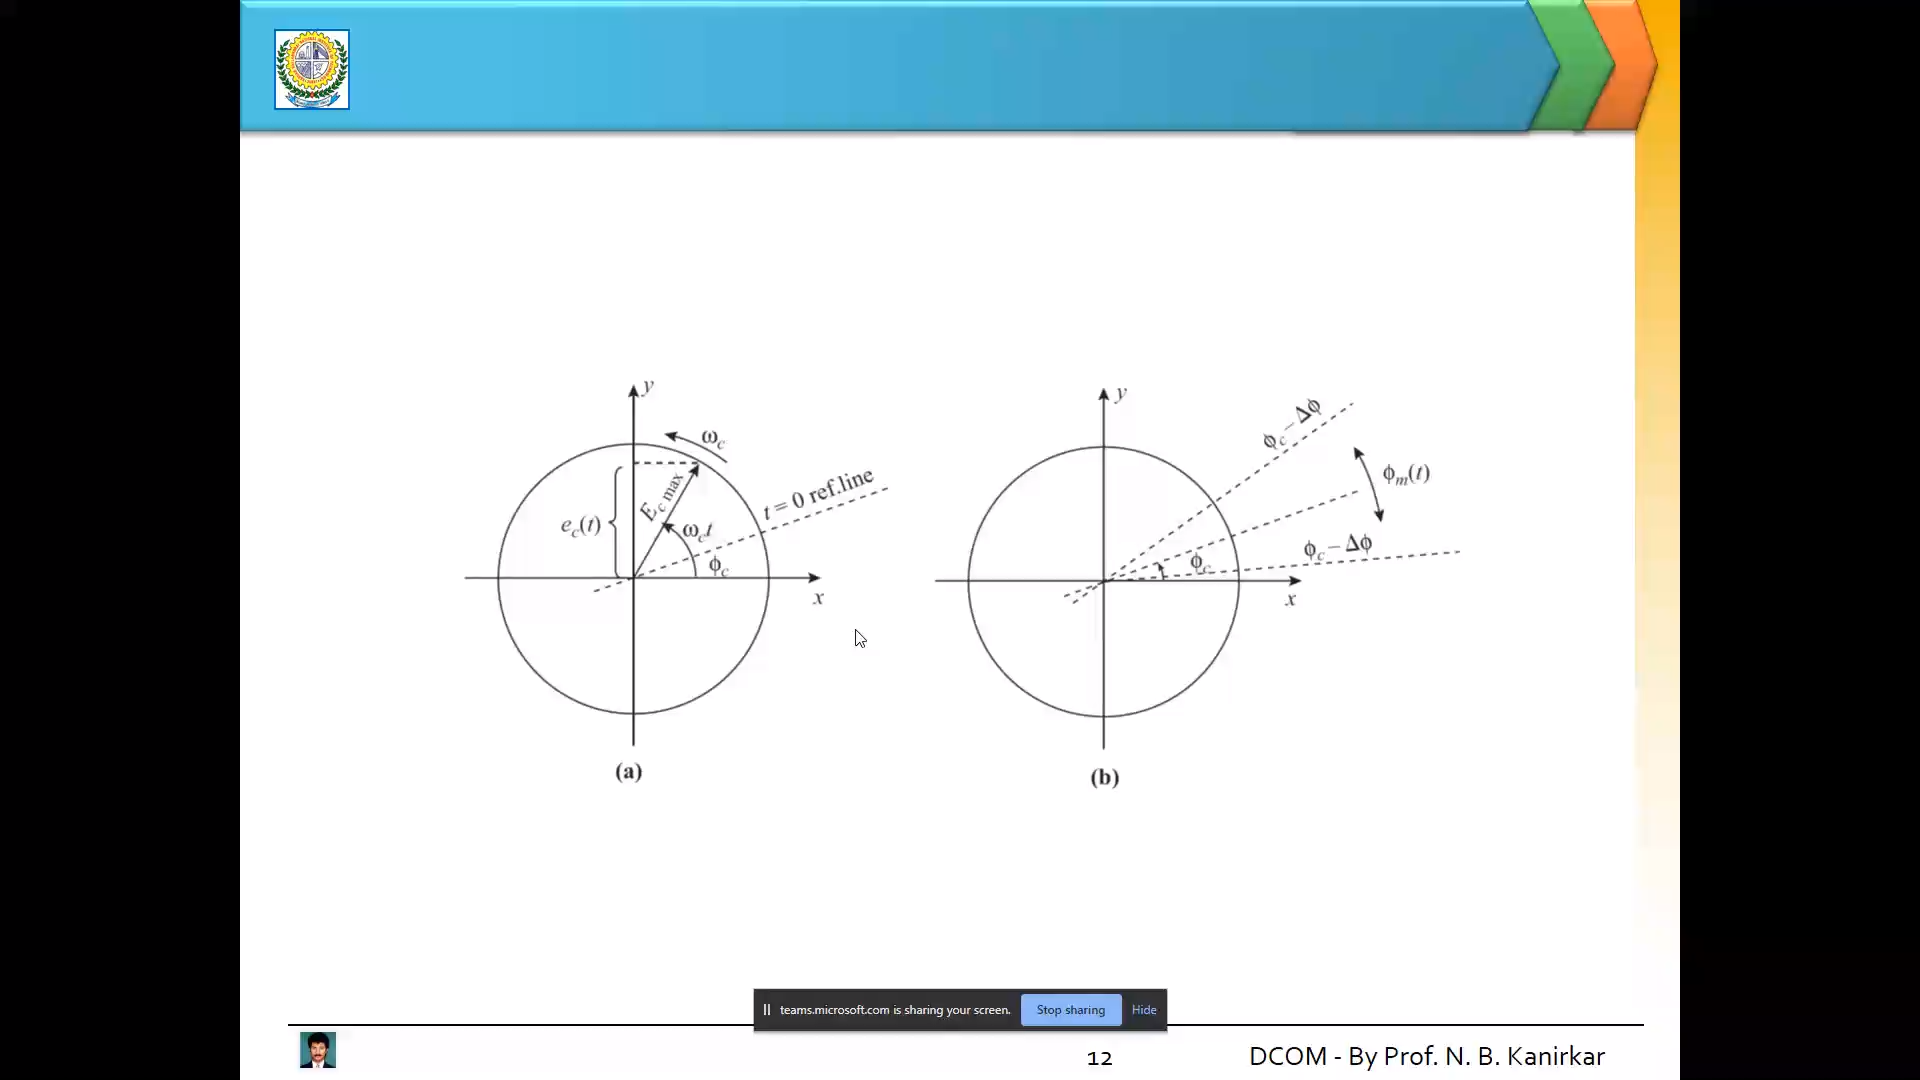 y
ω_c
E_c max
t = 0 ref.line
e_c(t)
ω_c t
ϕ_c
x
(a)
y
ϕ_c – Δϕ
ϕ_m(t)
ϕ_c – Δϕ
ϕ_c
x
(b)
teams.microsoft.com is sharing your screen.
Stop sharing
Hide
12
DCOM - By Prof. N. B. Kanirkar